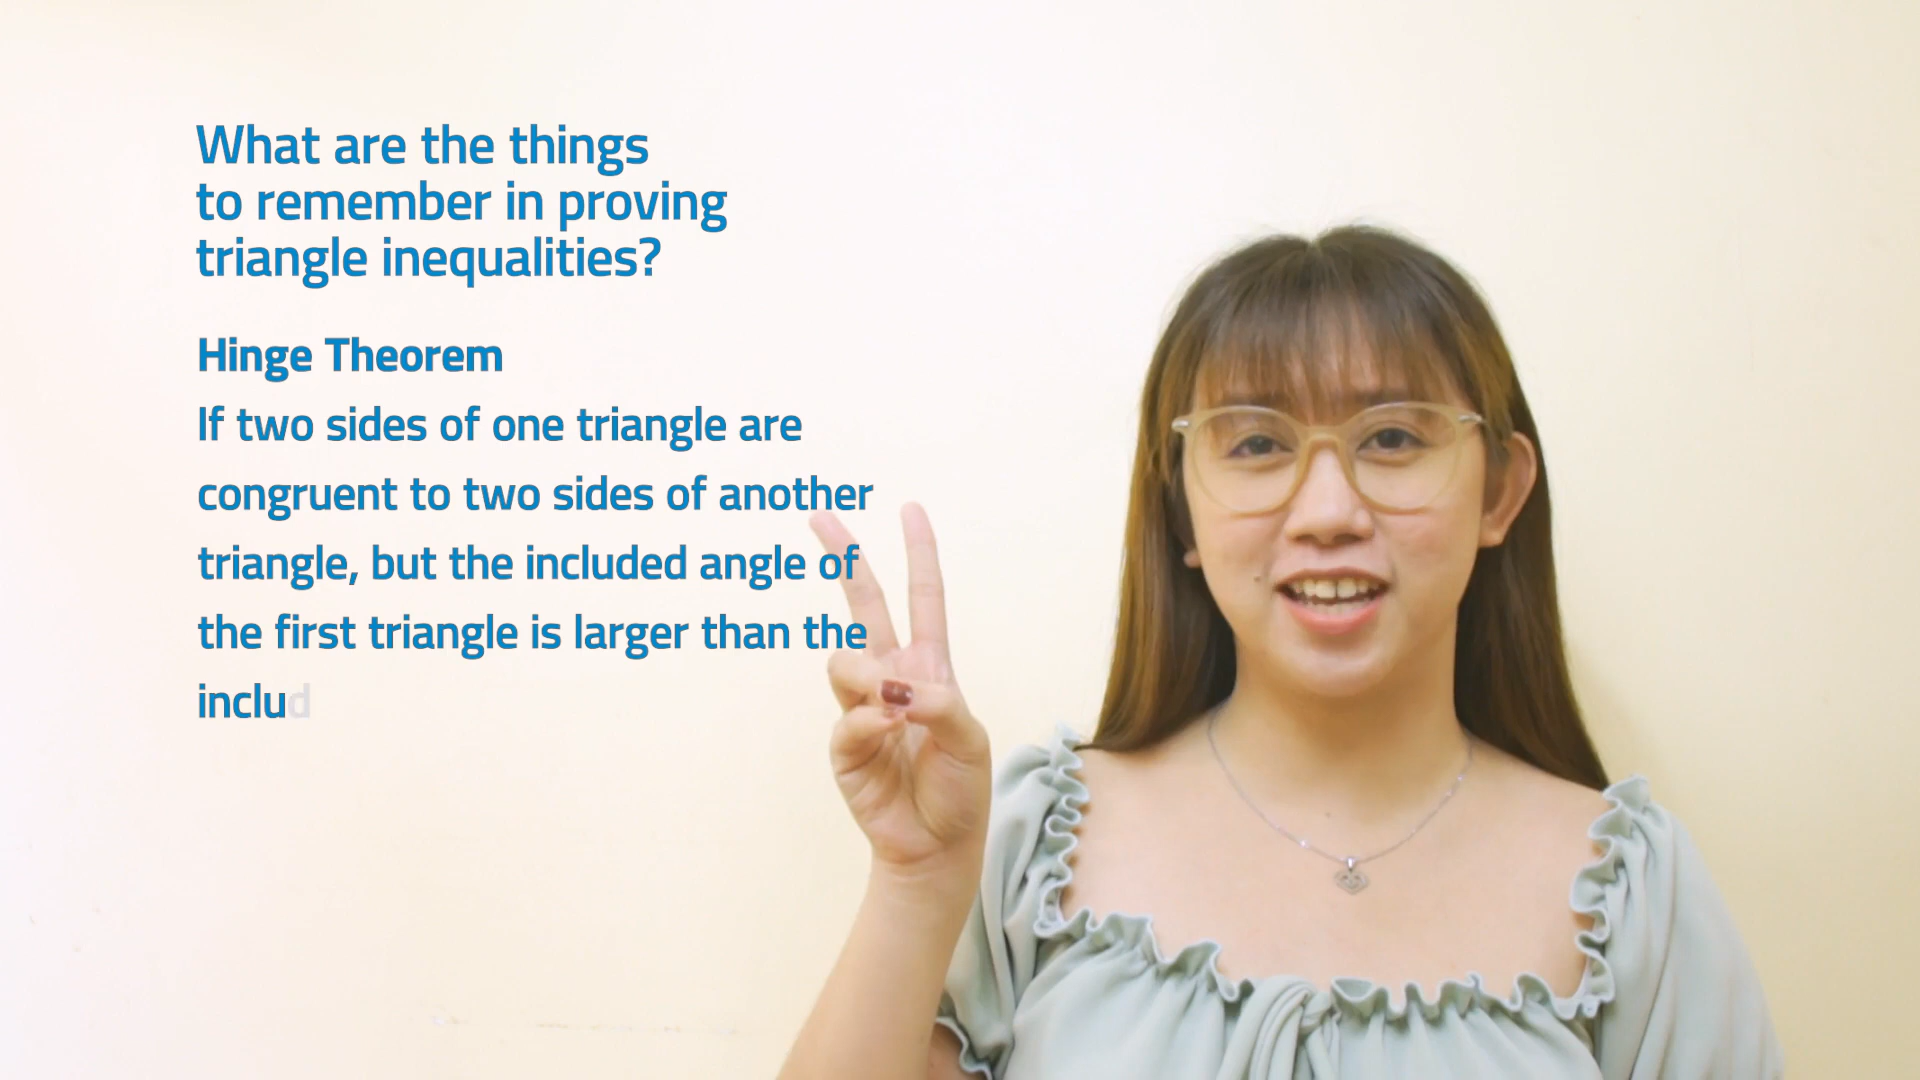 What are the things
to remember in proving
triangle inequalities?
Hinge Theorem
If two sides of one triangle are
congruent to two sides of another
triangle, but the included angle of
the first triangle is larger than the
includ